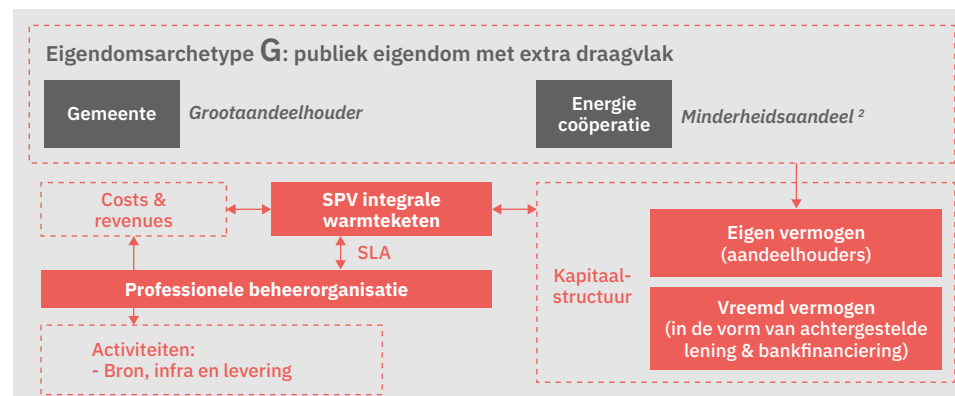 Eigendomsarchetype G: publiek eigendom met extra draagvlak
Gemeente
Grootaandeelhouder
Energie
coöperatie
Minderheidsaandeel ²
Costs &
revenues
SPV integrale
warmteketen
SLA
Professionele beheerorganisatie
Activiteiten:
- Bron, infra en levering
Kapitaal-
structuur
Eigen vermogen
(aandeelhouders)
Vreemd vermogen
(in de vorm van achtergestelde
lening & bankfinanciering)